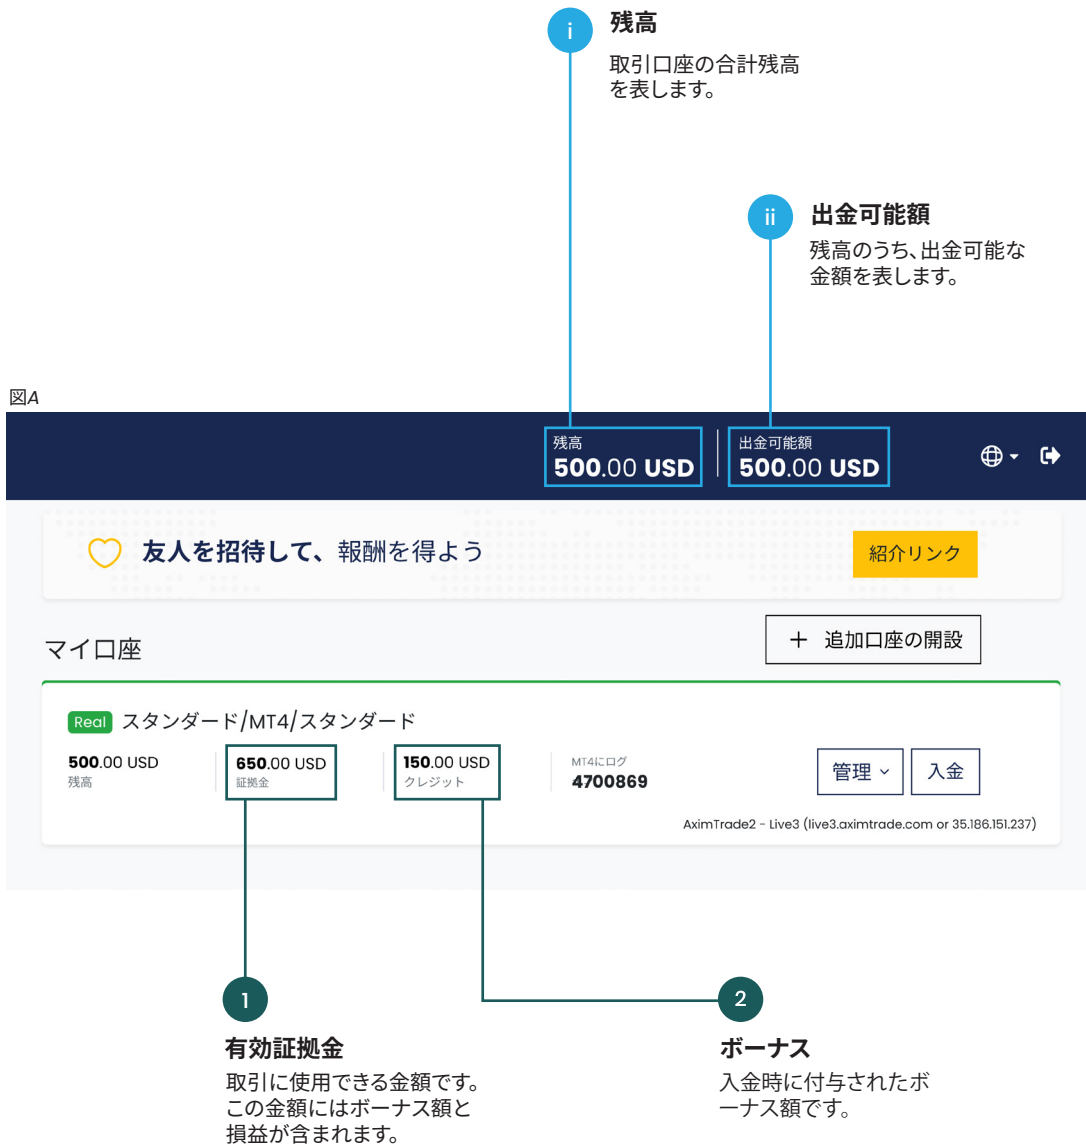 i
残高
取引口座の合計残高
を表します。
ii
出金可能額
残高のうち、出金可能な
金額を表します。
図A
残高
500.00 USD
出金可能額
500.00 USD
友人を招待して、報酬を得よう
紹介リンク
マイ口座
+ 追加口座の開設
Real スタンダード/MT4/スタンダード
500.00 USD
残高
650.00 USD
証拠金
150.00 USD
クレジット
MT4にログ
4700869
管理
入金
AximTrade2 - Live3 (live3.aximtrade.com or 35.186.151.237)
1
有効証拠金
取引に使用できる金額です。
この金額にはボーナス額と
損益が含まれます。
2
ボーナス
入金時に付与されたボ
ーナス額です。